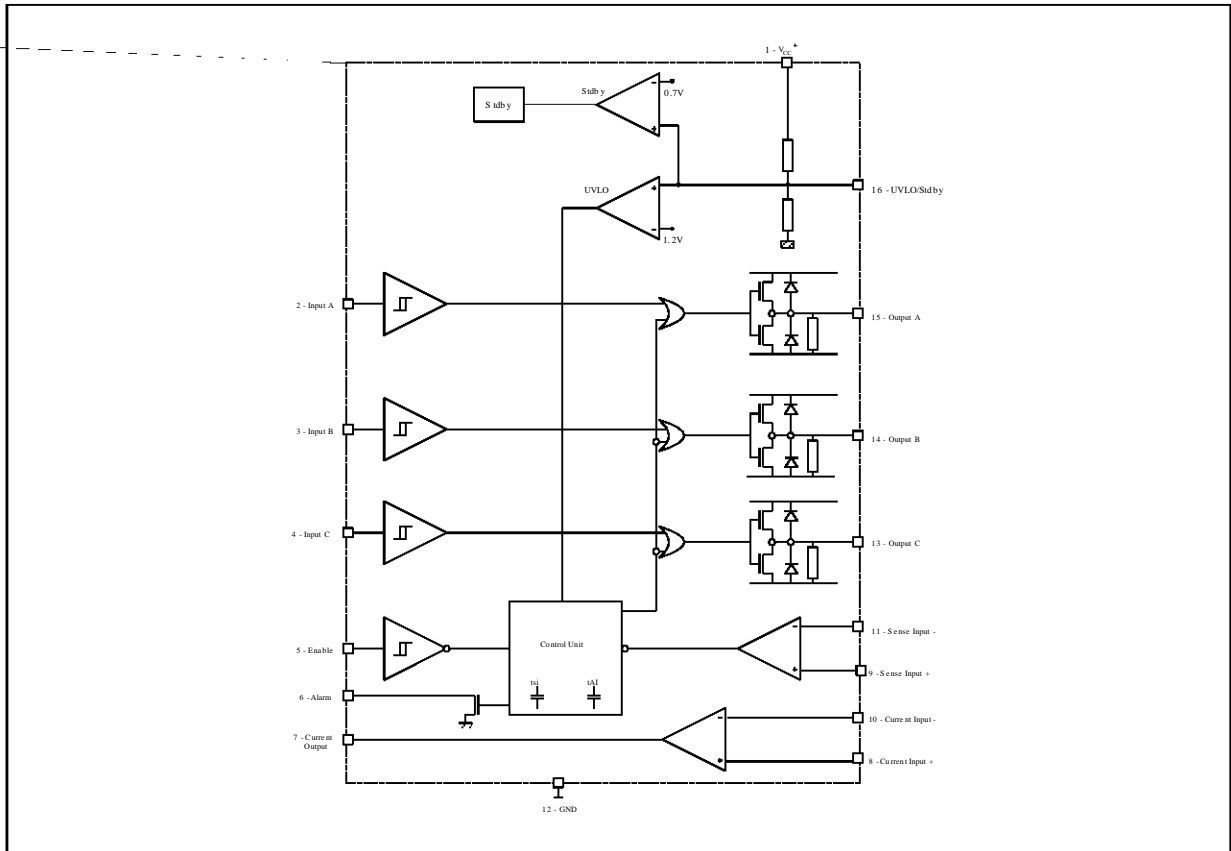 1 - VCC +
Stdby
Stdby
0.7V
16 - UVLO/Stdby
UVLO
1.2V
2 - Input A
15 - Output A
3 - Input B
14 - Output B
4 - Input C
13 - Output C
11 - Sense Input -
5 - Enable
Control Unit
9 - Sense Input +
tsi
tAI
6 - Alarm
10 - Current Input -
7 - Current
Output
8 - Current Input +
12 - GND